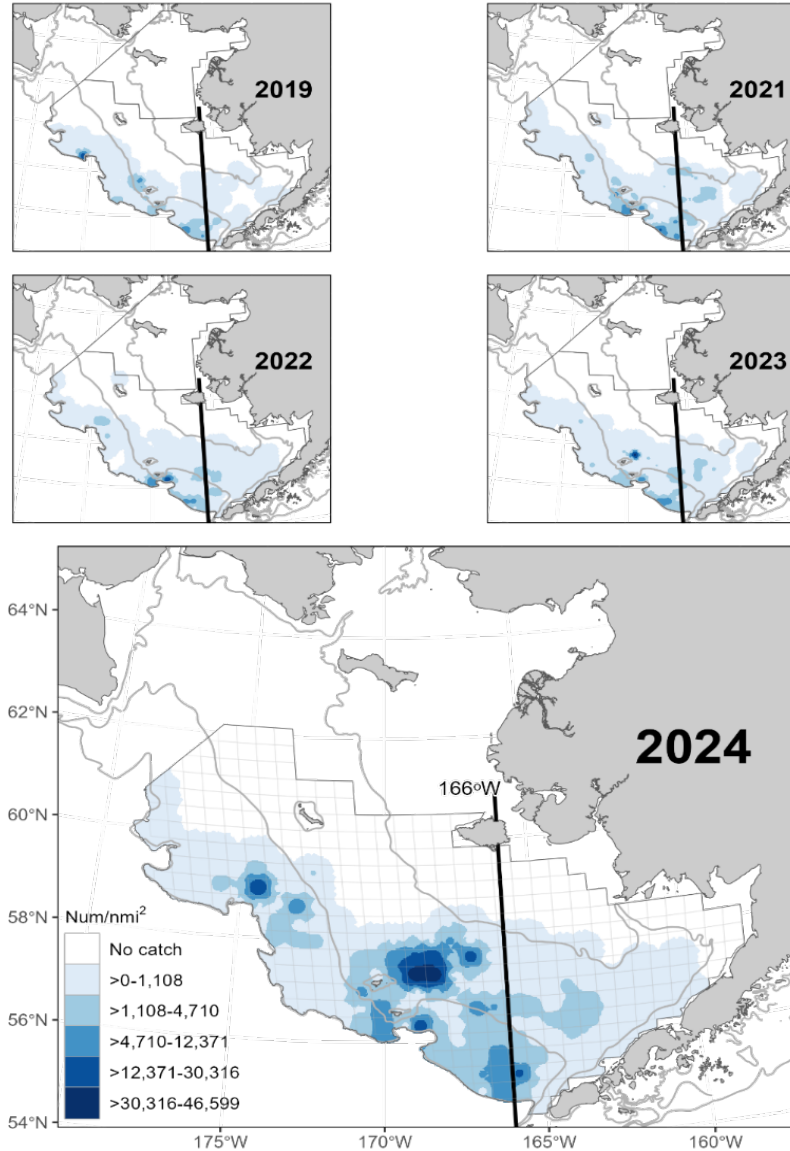 2019
2021
2022
2023
2024
166°W
64°N
62°N
60°N
58°N
56°N
54°N
Num/nmi²
No catch
>0-1,108
>1,108-4,710
>4,710-12,371
>12,371-30,316
>30,316-46,599
175°W
170°W
165°W
160°W